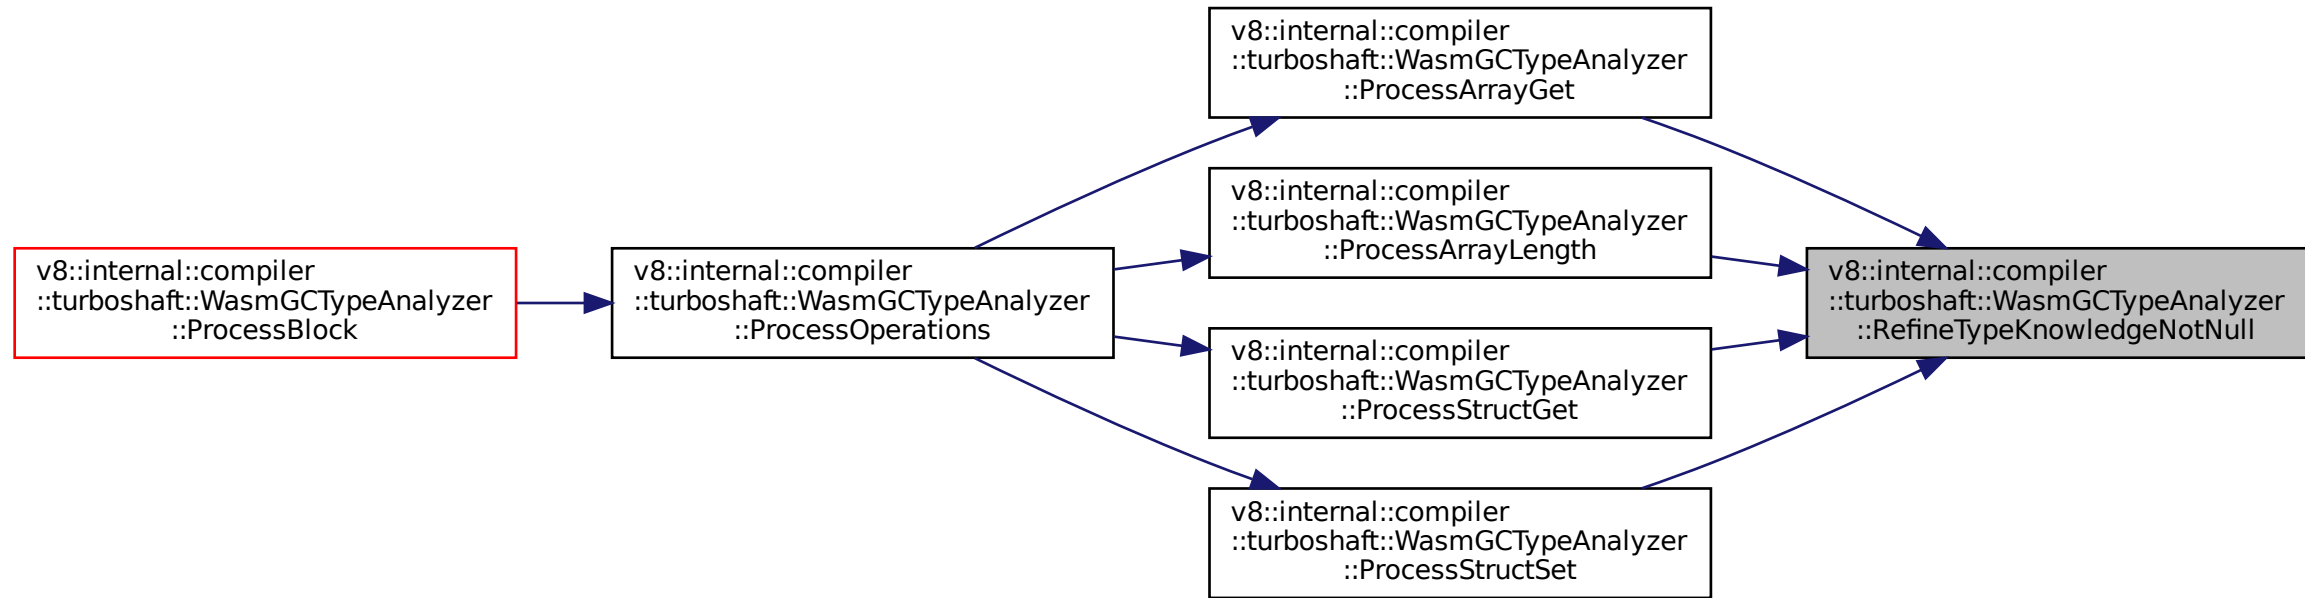 v8::internal::compiler
::turboshaft::WasmGCTypeAnalyzer
::ProcessBlock
v8::internal::compiler
::turboshaft::WasmGCTypeAnalyzer
::ProcessOperations
v8::internal::compiler
::turboshaft::WasmGCTypeAnalyzer
::ProcessArrayGet
v8::internal::compiler
::turboshaft::WasmGCTypeAnalyzer
::ProcessArrayLength
v8::internal::compiler
::turboshaft::WasmGCTypeAnalyzer
::ProcessStructGet
v8::internal::compiler
::turboshaft::WasmGCTypeAnalyzer
::ProcessStructSet
v8::internal::compiler
::turboshaft::WasmGCTypeAnalyzer
::RefineTypeKnowledgeNotNull